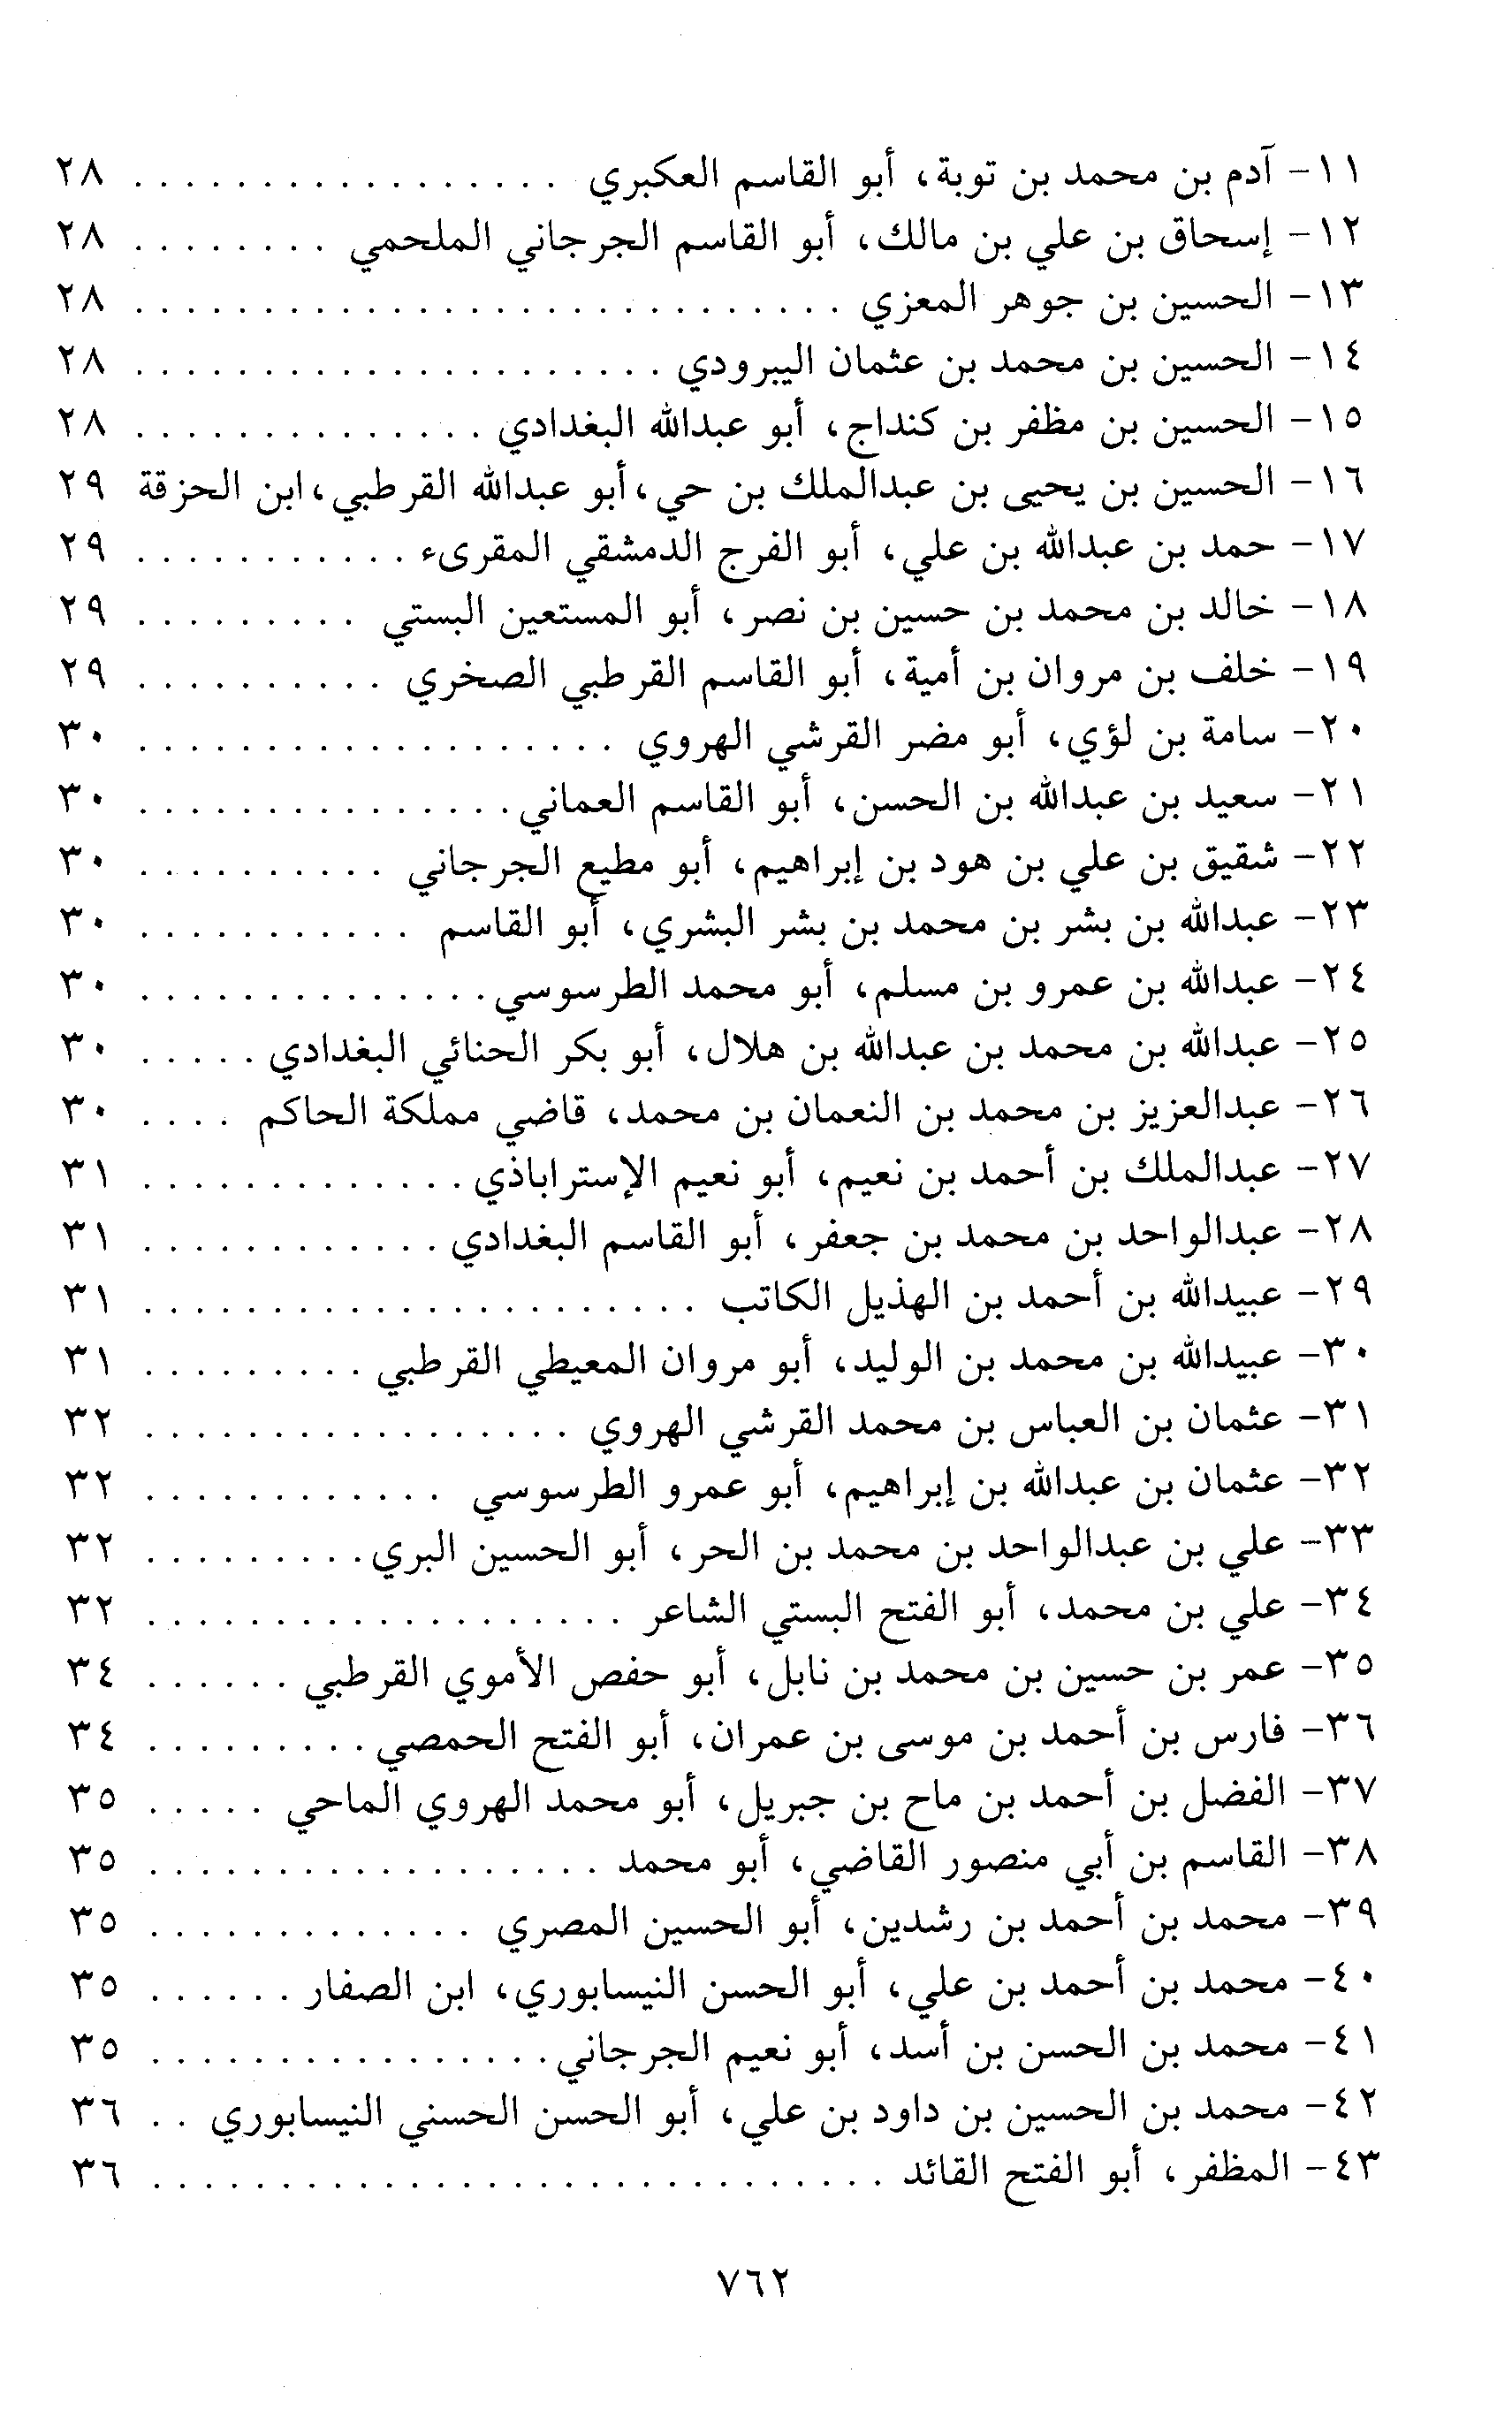 ١١- آدم بن محمد بن توبة، أبو القاسم العكبري . . . . . . . . . . . . . . . . . ٢٨
١٢- إسحاق بن علي بن مالك، أبو القاسم الجرجاني الملحمي . . . . . . . . ٢٨
١٣- الحسين بن جوهر المعزي . . . . . . . . . . . . . . . . . . . . . . . . . . . . ٢٨
١٤- الحسين بن محمد بن عثمان اليبرودي . . . . . . . . . . . . . . . . . . . . . ٢٨
١٥- الحسين بن مظفر بن كنداج، أبو عبدالله البغدادي . . . . . . . . . . . . . . ٢٨
١٦- الحسين بن يحيى بن عبدالملك بن حي، أبو عبدالله القرطبي، ابن الحزقة ٢٩
١٧- حمد بن عبدالله بن علي، أبو الفرج الدمشقي المقرىء . . . . . . . . . . . ٢٩
١٨- خالد بن محمد بن حسين بن نصر، أبو المستعين البستي . . . . . . . . . ٢٩
١٩- خلف بن مروان بن أمية، أبو القاسم القرطبي الصخري . . . . . . . . . . ٢٩
٢٠- سامة بن لؤي، أبو مضر القرشي الهروي . . . . . . . . . . . . . . . . . . . ٣٠
٢١- سعيد بن عبدالله بن الحسن، أبو القاسم العماني . . . . . . . . . . . . . . . ٣٠
٢٢- شقيق بن علي بن هود بن إبراهيم، أبو مطيع الجرجاني . . . . . . . . . . ٣٠
٢٣- عبدالله بن بشر بن محمد بن بشر البشري، أبو القاسم . . . . . . . . . . . ٣٠
٢٤- عبدالله بن عمرو بن مسلم، أبو محمد الطرسوسي . . . . . . . . . . . . . . ٣٠
٢٥- عبدالله بن محمد بن عبدالله بن هلال، أبو بكر الحنائي البغدادي . . . . . ٣٠
٢٦- عبدالعزيز بن محمد بن النعمان بن محمد، قاضي مملكة الحاكم . . . . ٣٠
٢٧- عبدالملك بن أحمد بن نعيم، أبو نعيم الإستراباذي . . . . . . . . . . . . . ٣١
٢٨- عبدالواحد بن محمد بن جعفر، أبو القاسم البغدادي . . . . . . . . . . . . ٣١
٢٩- عبيدالله بن أحمد بن الهذيل الكاتب . . . . . . . . . . . . . . . . . . . . . . ٣١
٣٠- عبيدالله بن محمد بن الوليد، أبو مروان المعيطي القرطبي . . . . . . . . . ٣١
٣١- عثمان بن العباس بن محمد القرشي الهروي . . . . . . . . . . . . . . . . . ٣٢
٣٢- عثمان بن عبدالله بن إبراهيم، أبو عمرو الطرسوسي . . . . . . . . . . . . ٣٢
٣٣- علي بن عبدالواحد بن محمد بن الحر، أبو الحسين البري . . . . . . . . . ٣٢
٣٤- علي بن محمد، أبو الفتح البستي الشاعر . . . . . . . . . . . . . . . . . . . ٣٢
٣٥- عمر بن حسين بن محمد بن نابل، أبو حفص الأموي القرطبي . . . . . . ٣٤
٣٦- فارس بن أحمد بن موسى بن عمران، أبو الفتح الحمصي . . . . . . . . . ٣٤
٣٧- الفضل بن أحمد بن ماح بن جبريل، أبو محمد الهروي الماحي . . . . . ٣٥
٣٨- القاسم بن أبي منصور القاضي، أبو محمد . . . . . . . . . . . . . . . . . . ٣٥
٣٩- محمد بن أحمد بن رشدين، أبو الحسين المصري . . . . . . . . . . . . . ٣٥
٤٠- محمد بن أحمد بن علي، أبو الحسن النيسابوري، ابن الصفار . . . . . . ٣٥
٤١- محمد بن الحسن بن أسد، أبو نعيم الجرجاني . . . . . . . . . . . . . . . . ٣٥
٤٢- محمد بن الحسين بن داود بن علي، أبو الحسن الحسني النيسابوري . . ٣٦
٤٣- المظفر، أبو الفتح القائد . . . . . . . . . . . . . . . . . . . . . . . . . . . . . ٣٦
٧٦٢